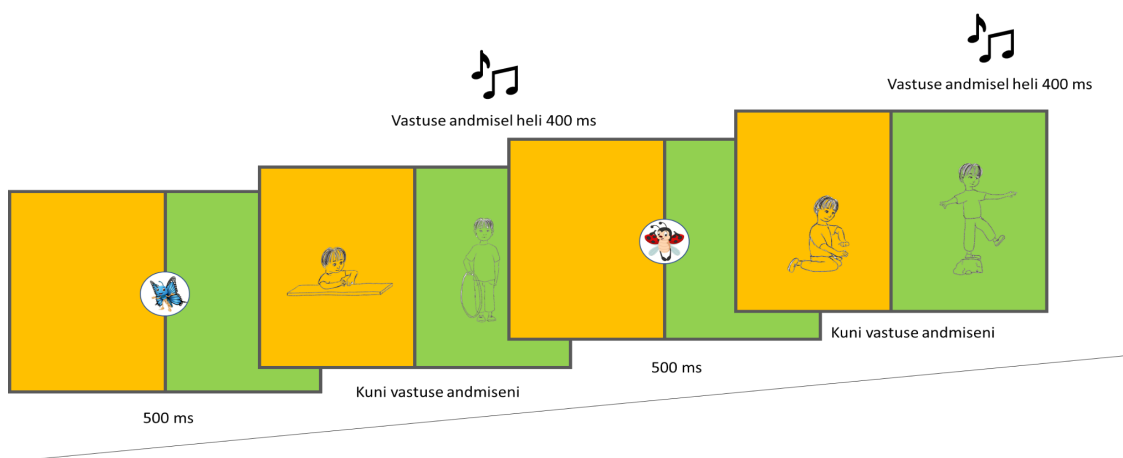 Vastuse andmisel heli 400 ms
Vastuse andmisel heli 400 ms
Kuni vastuse andmiseni
500 ms
Kuni vastuse andmiseni
500 ms